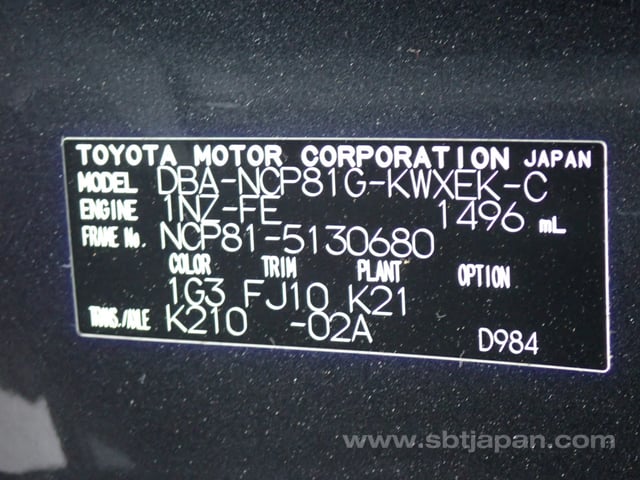 TOYOTA MOTOR CORPORATION JAPAN
MODEL DBA-NCP81G-KWXEK-C
ENGINE 1NZ-FE 1496 mL
FRAME No. NCP81-5130680
COLOR TRIM PLANT OPTION
1G3 FJ10 K21
TRANS./AXLE K210 -02A D984
www.sbtjapan.com